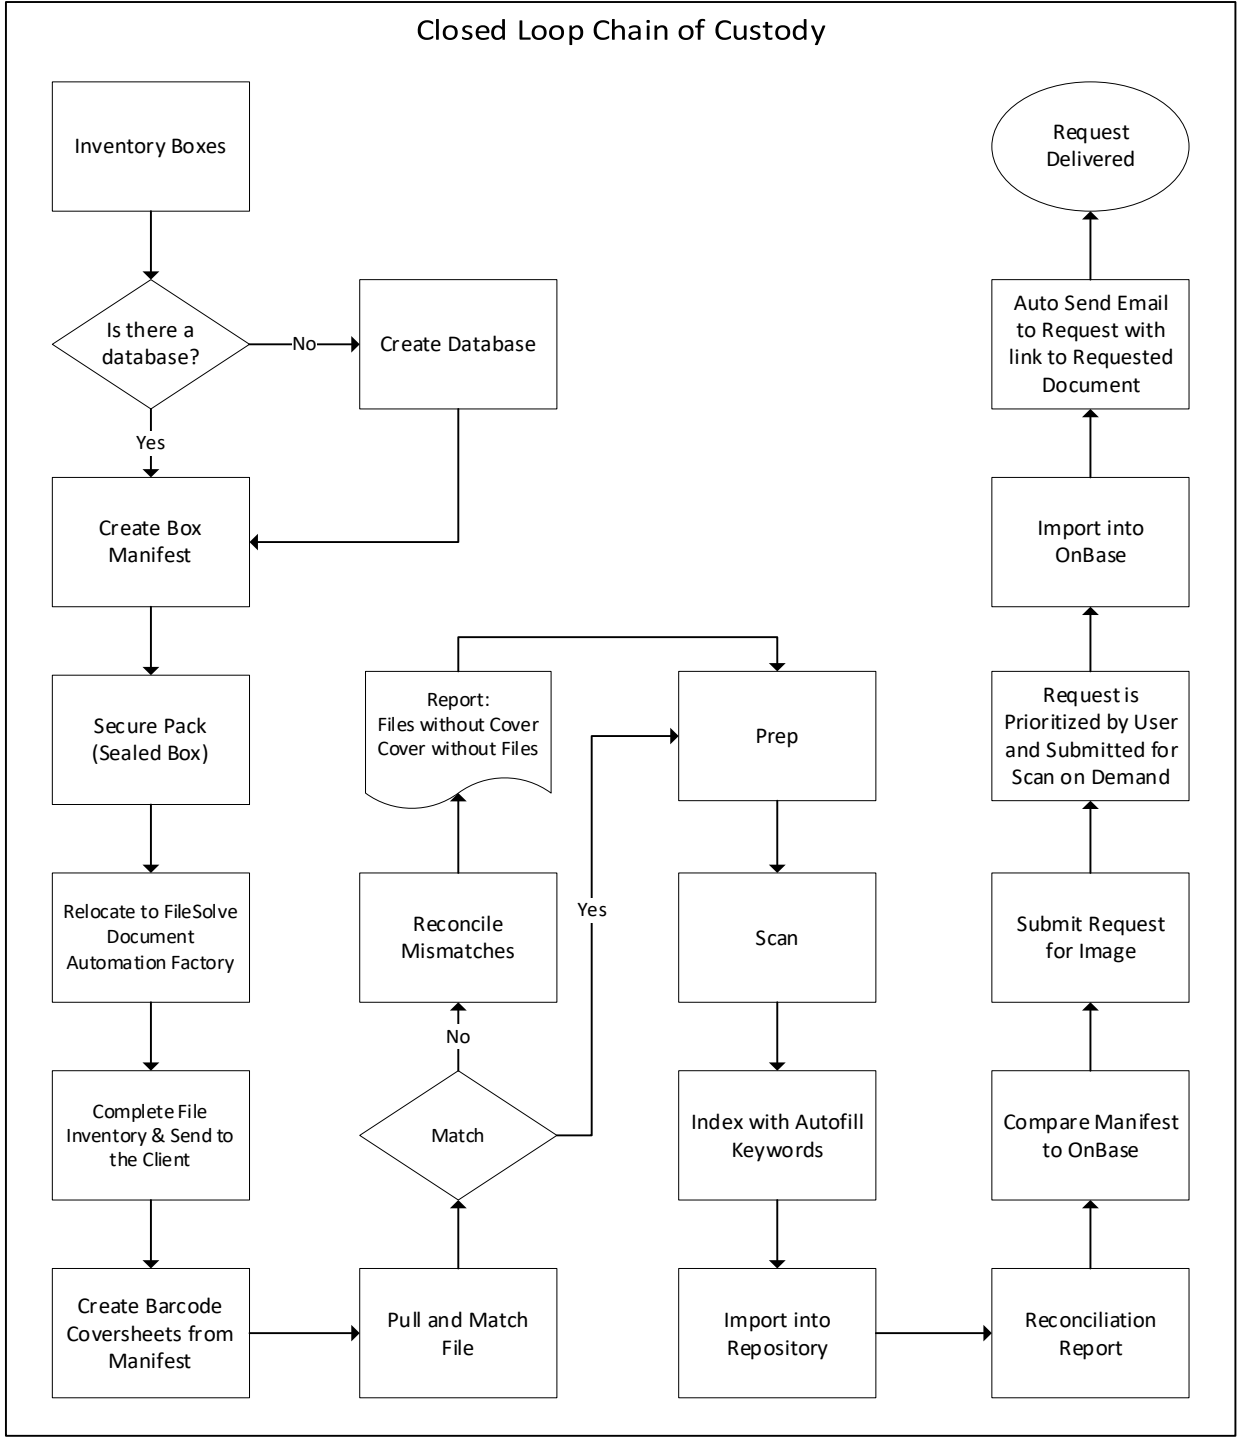 Closed Loop Chain of Custody
Inventory Boxes
Is there a
database?
No
Create Database
Yes
Create Box
Manifest
Secure Pack
(Sealed Box)
Relocate to FileSolve
Document
Automation Factory
Complete File
Inventory & Send to
the Client
Create Barcode
Coversheets from
Manifest
Pull and Match
File
Match
No
Reconcile
Mismatches
Report:
Files without Cover
Cover without Files
Yes
Prep
Scan
Index with Autofill
Keywords
Import into
Repository
Reconciliation
Report
Compare Manifest
to OnBase
Submit Request
for Image
Request is
Prioritized by User
and Submitted for
Scan on Demand
Import into
OnBase
Auto Send Email
to Request with
link to Requested
Document
Request
Delivered